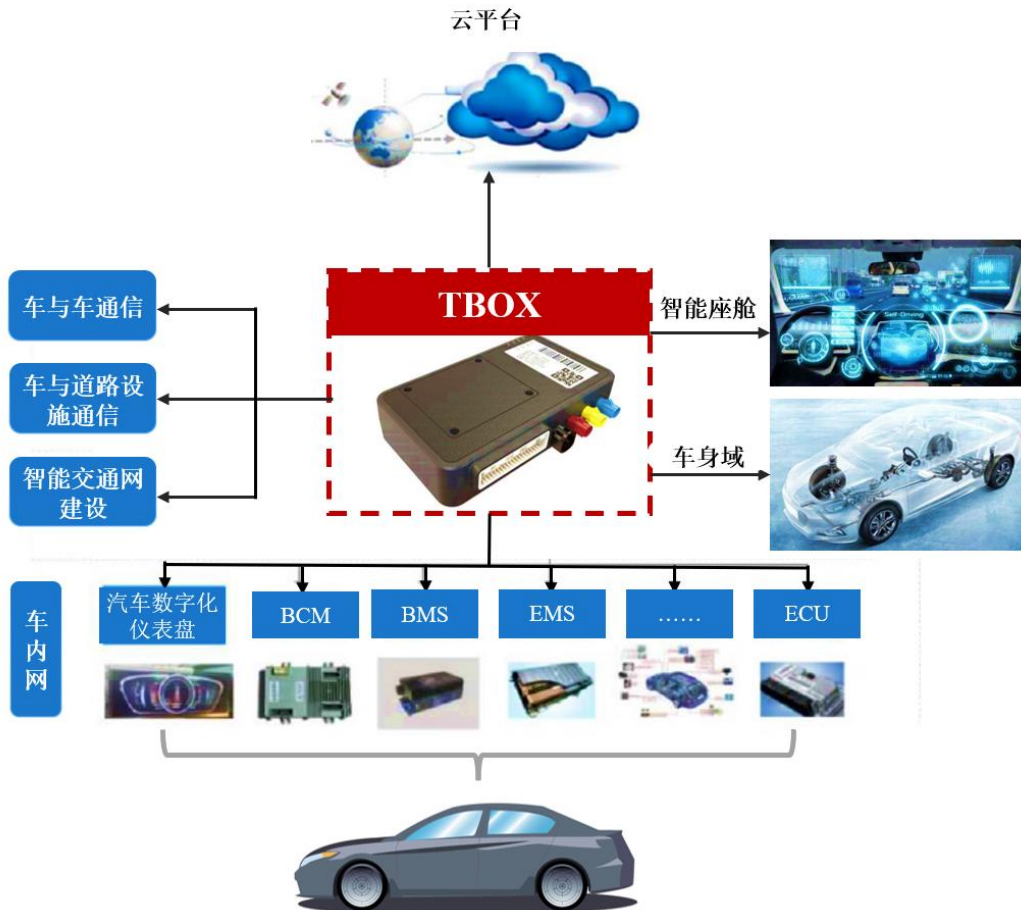 云平台
TBOX
车与车通信
车与道路设
施通信
智能交通网
建设
智能座舱
Self-Driving
车身域
车内网
汽车数字化
仪表盘
BCM
BMS
EMS
……
ECU